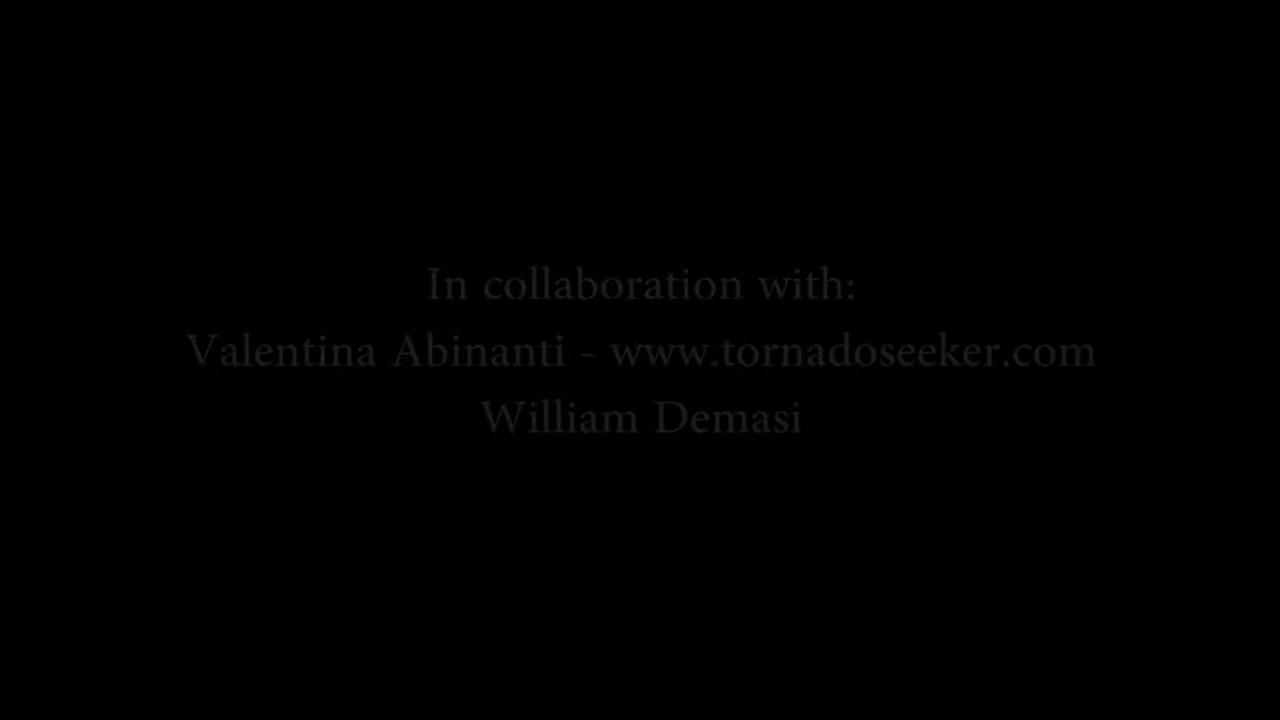 In collaboration with:
Valentina Abinanti - www.tornadoseeker.com
William Demasi